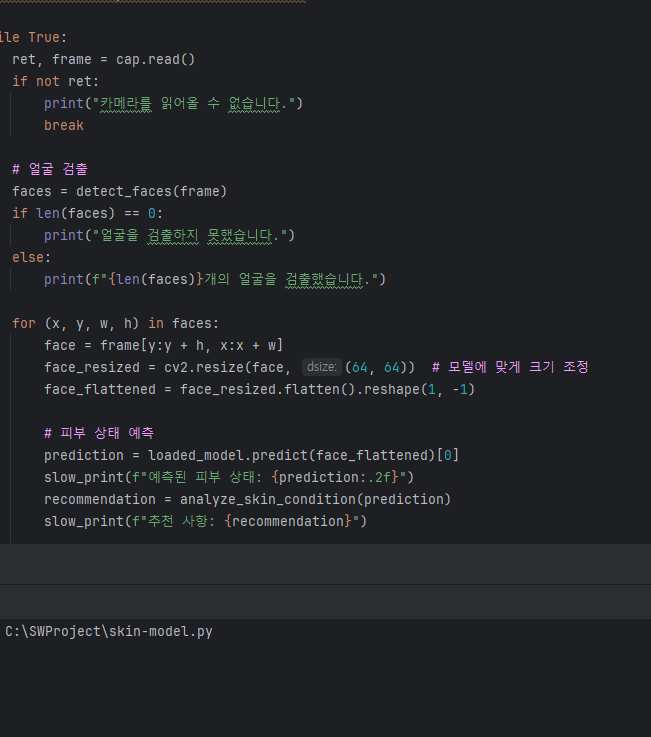 ile True:
ret, frame = cap.read()
if not ret:
print("카메라를 읽어올 수 없습니다.")
break
# 얼굴 검출
faces = detect_faces(frame)
if len(faces) == 0:
print("얼굴을 검출하지 못했습니다.")
else:
print(f"{len(faces)}개의 얼굴을 검출했습니다.")
for (x, y, w, h) in faces:
face = frame[y:y + h, x:x + w]
face_resized = cv2.resize(face, dsize: (64, 64))  # 모델에 맞게 크기 조정
face_flattened = face_resized.flatten().reshape(1, -1)
# 피부 상태 예측
prediction = loaded_model.predict(face_flattened)[0]
slow_print(f"예측된 피부 상태: {prediction:.2f}")
recommendation = analyze_skin_condition(prediction)
slow_print(f"추천 사항: {recommendation}")
C:\SWProject\skin-model.py